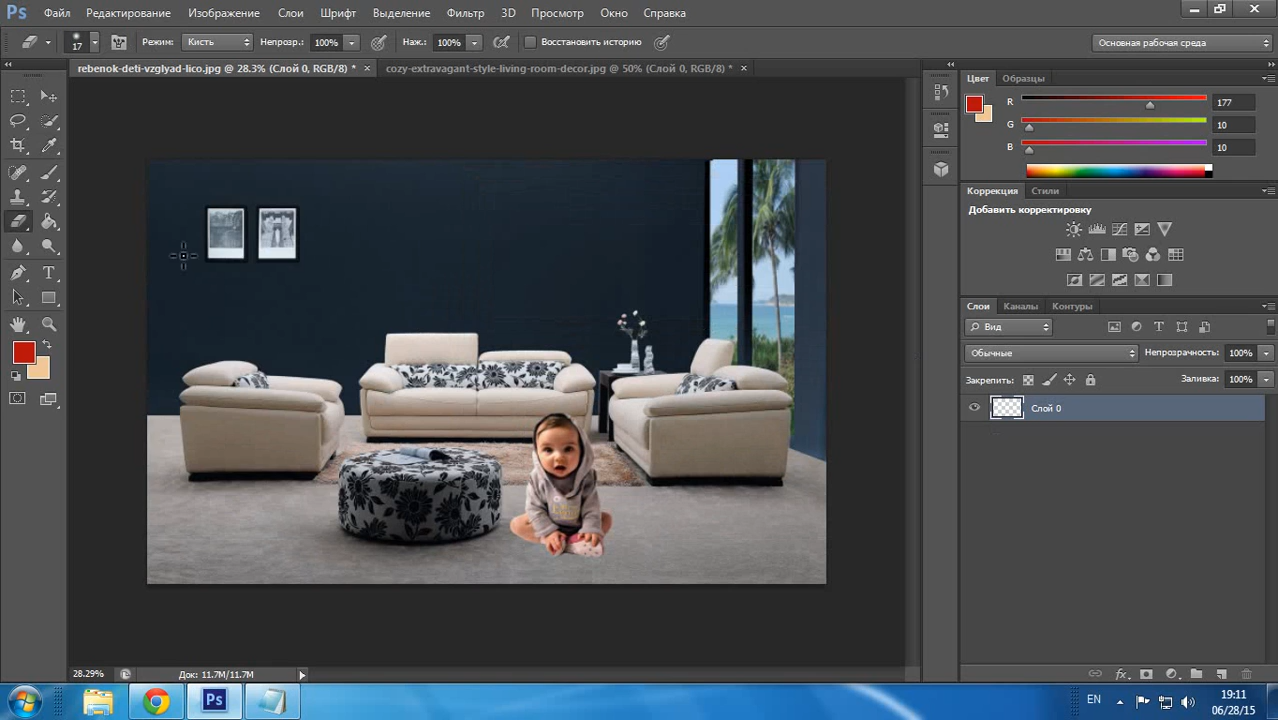 Ps Файл Редактирование Изображение Слои Шрифт Выделение Фильтр 3D Просмотр Окно Справка
17 Режим: Кисть Непрозр.: 100% Наж.: 100% Восстановить историю Основная рабочая среда
rebenok-deti-vzglyad-lico.jpg @ 28.3% (Слой 0, RGB/8) * × cozy-extravagant-style-living-room-decor.jpg @ 50% (Слой 0, RGB/8) * ×
Цвет Образцы
R 177
G 10
B 10
Коррекция Стили
Добавить корректировку
Слои Каналы Контуры
Вид
Обычные Непрозрачность: 100%
Закрепить: Заливка: 100%
Слой 0
28.29% Док: 11.7M/11.7M
Ps EN 19:11
06/28/15